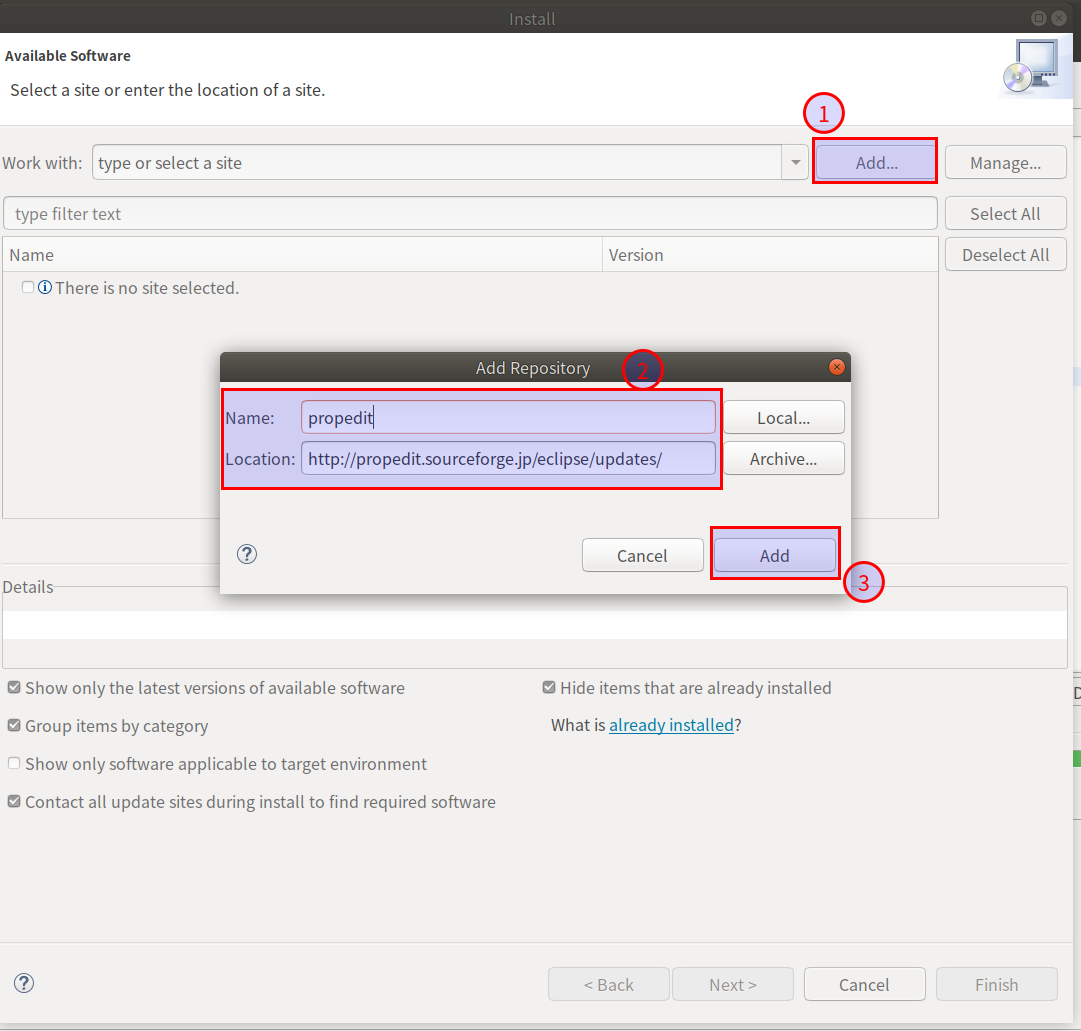 Install
Available Software
Select a site or enter the location of a site.
1
Work with: type or select a site Add... Manage...
type filter text Select All
Name Version Deselect All
There is no site selected.
Add Repository 2
Name: propedit Local...
Location: http://propedit.sourceforge.jp/eclipse/updates/ Archive...
? Cancel Add
3
Details
Show only the latest versions of available software Hide items that are already installed
Group items by category What is already installed?
Show only software applicable to target environment
Contact all update sites during install to find required software
? < Back Next > Cancel Finish